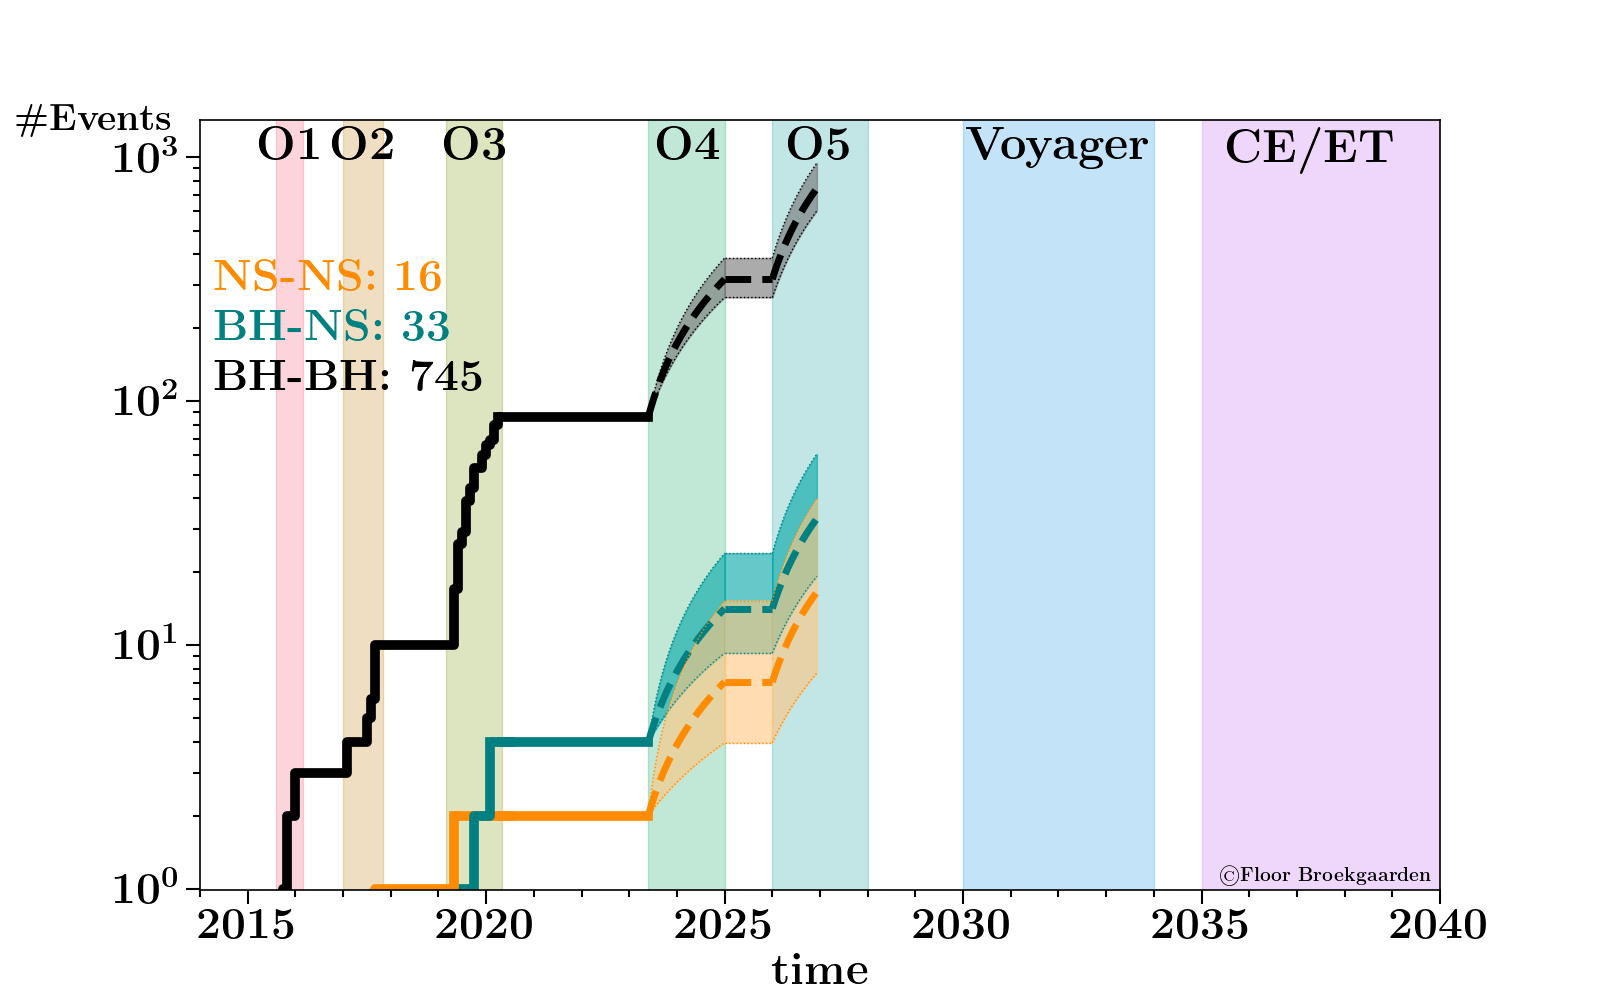 #Events
O1 O2 O3 O4 O5 Voyager CE/ET
10³
NS-NS: 16
BH-NS: 33
BH-BH: 745
10²
10¹
©Floor Broekgaarden
10⁰
2015 2020 2025 2030 2035 2040
time